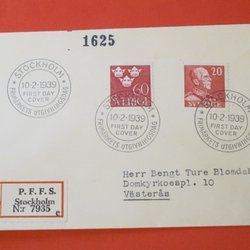 1625
STOCKHOLM
10-2-1939
FIRST DAY
COVER
FRIMÄRKETS UTGIVNINGSDAG
60
SVERIGE
STOCKHOLM
10-2-1939
FIRST DAY
COVER
FRIMÄRKETS UTGIVNINGSDAG
20
SVERIGE
STOCKHOLM
10-2-1939
FIRST DAY
COVER
FRIMÄRKETS UTGIVNINGSDAG
P.F.F.S.
Stockholm
N:r 7935 c
Herr Bengt Ture Blomda
Domkyrkoespl. 10
Västerås